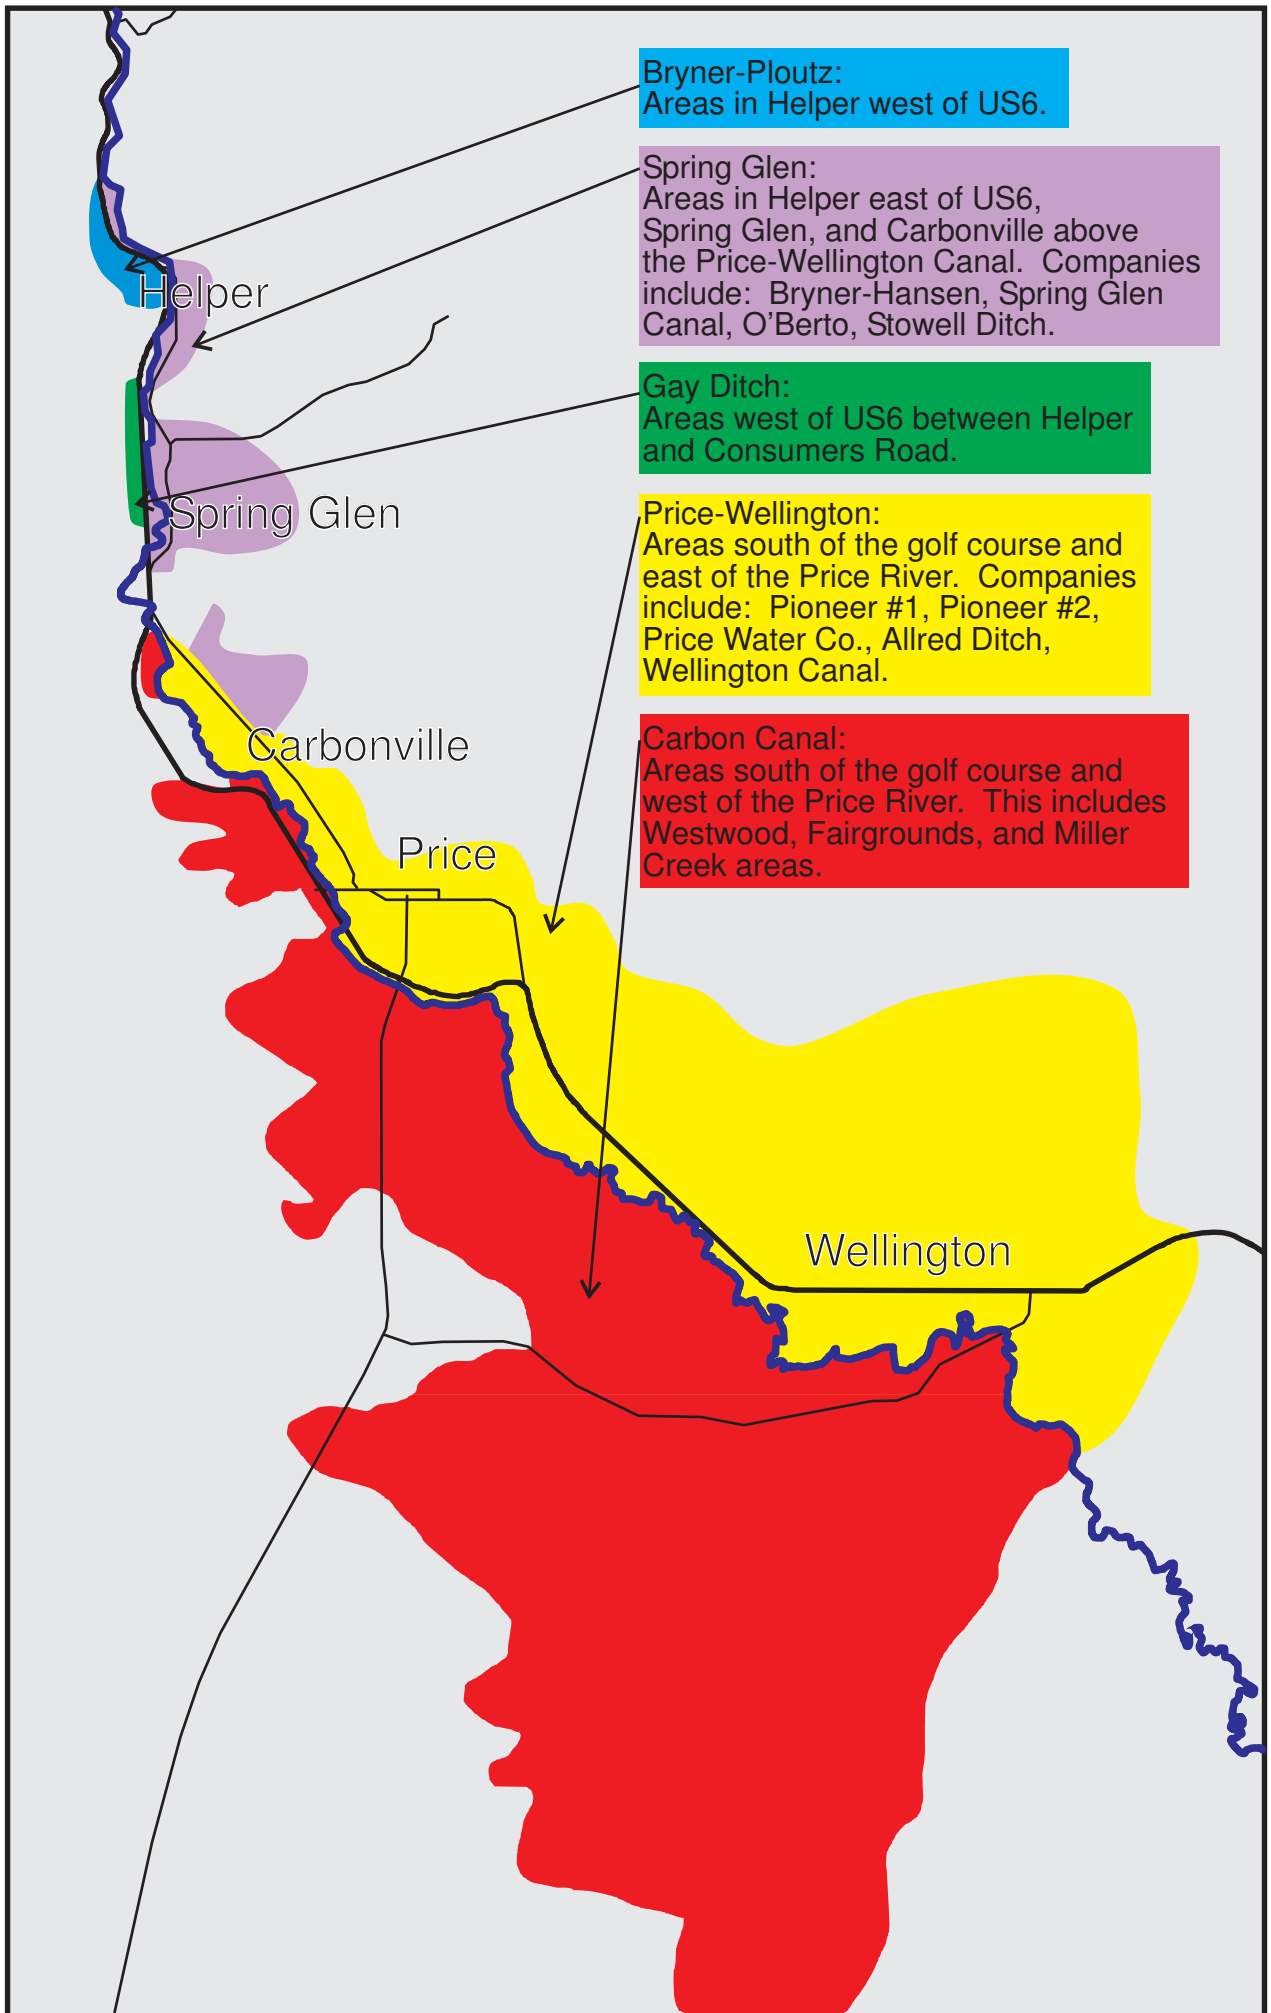 Bryner-Ploutz:
Areas in Helper west of US6.
Spring Glen:
Areas in Helper east of US6,
Spring Glen, and Carbonville above
the Price-Wellington Canal.  Companies
include:  Bryner-Hansen, Spring Glen
Canal, O'Berto, Stowell Ditch.
Helper
Gay Ditch:
Areas west of US6 between Helper
and Consumers Road.
Spring Glen
Price-Wellington:
Areas south of the golf course and
east of the Price River.  Companies
include:  Pioneer #1, Pioneer #2,
Price Water Co., Allred Ditch,
Wellington Canal.
Carbonville
Carbon Canal:
Areas south of the golf course and
west of the Price River.  This includes
Westwood, Fairgrounds, and Miller
Creek areas.
Price
Wellington